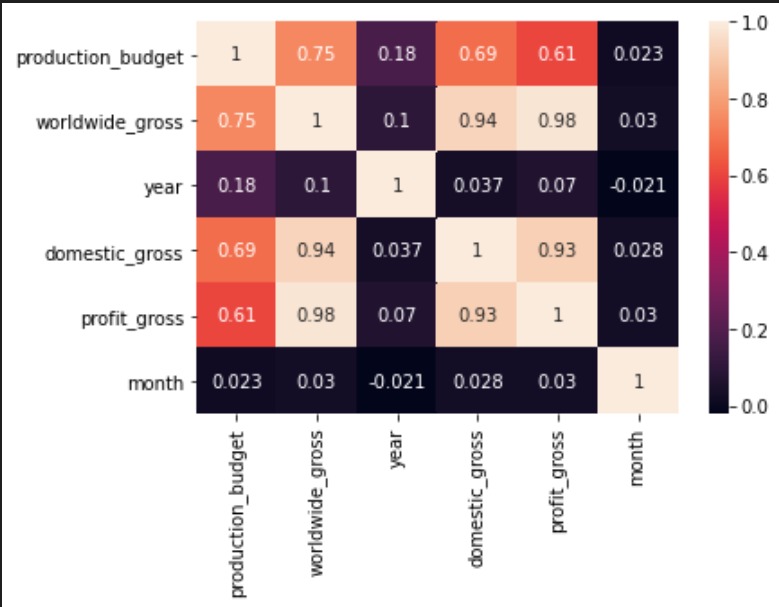 production_budget 1 0.75 0.18 0.69 0.61 0.023
worldwide_gross 0.75 1 0.1 0.94 0.98 0.03
year 0.18 0.1 1 0.037 0.07 -0.021
domestic_gross 0.69 0.94 0.037 1 0.93 0.028
profit_gross 0.61 0.98 0.07 0.93 1 0.03
month 0.023 0.03 -0.021 0.028 0.03 1
production_budget
worldwide_gross
year
domestic_gross
profit_gross
month
1.0
0.8
0.6
0.4
0.2
0.0